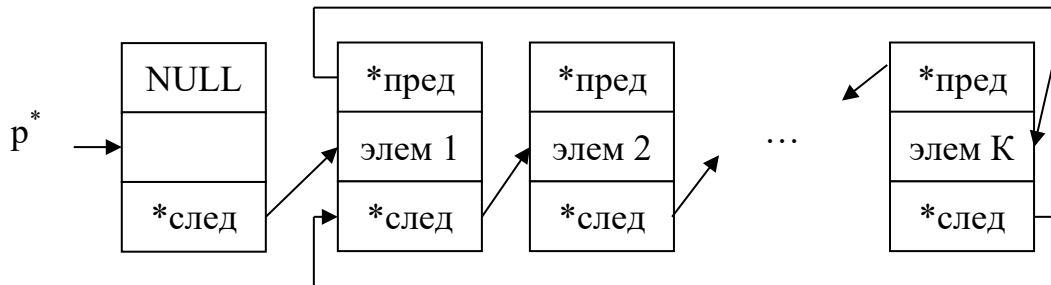 NULL *пред *пред *пред
p* элем 1 элем 2 … элем К
*след *след *след *след